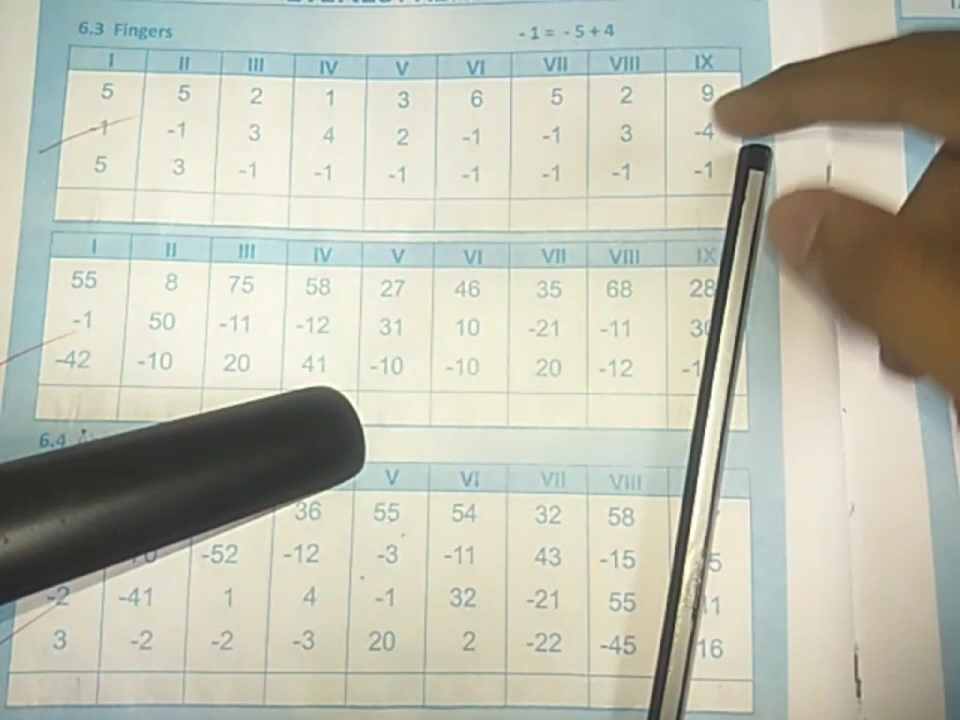 6.3 Fingers -1 = -5 + 4
I II III IV V VI VII VIII IX
5 5 2 1 3 6 5 2 9
-1 -1 3 4 2 -1 -1 3 -4
5 3 -1 -1 -1 -1 -1 -1 -1
I II III IV V VI VII VIII IX
55 8 75 58 27 46 35 68 28
-1 50 -11 -12 31 10 -21 -11
-42 -10 20 41 -10 -10 20 -12
6.4
V VI VII VIII
36 55 54 32 58
-52 -12 -3 -11 43 -15
-2 -41 1 4 -1 32 -21 55
3 -2 -2 -3 20 2 -22 -45 16